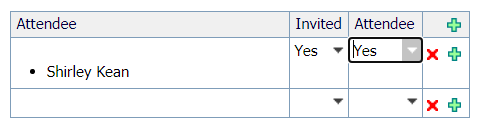 Attendee Invited Attendee
Yes Yes
• Shirley Kean